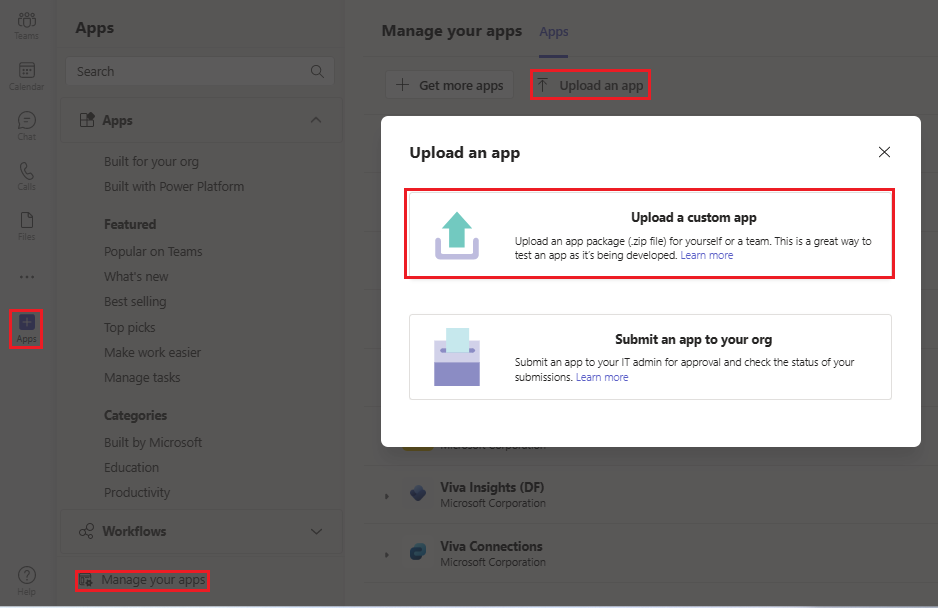 Teams
Calendar
Chat
Calls
Files
Apps
Help
Apps
Search
Apps
Built for your org
Built with Power Platform
Featured
Popular on Teams
What's new
Best selling
Top picks
Make work easier
Manage tasks
Categories
Built by Microsoft
Education
Productivity
Workflows
Manage your apps
Manage your apps
Apps
Get more apps
Upload an app
Upload an app
Upload a custom app
Upload an app package (.zip file) for yourself or a team. This is a great way to
test an app as it's being developed. Learn more
Submit an app to your org
Submit an app to your IT admin for approval and check the status of your
submissions. Learn more
Microsoft Corporation
Viva Insights (DF)
Microsoft Corporation
Viva Connections
Microsoft Corporation